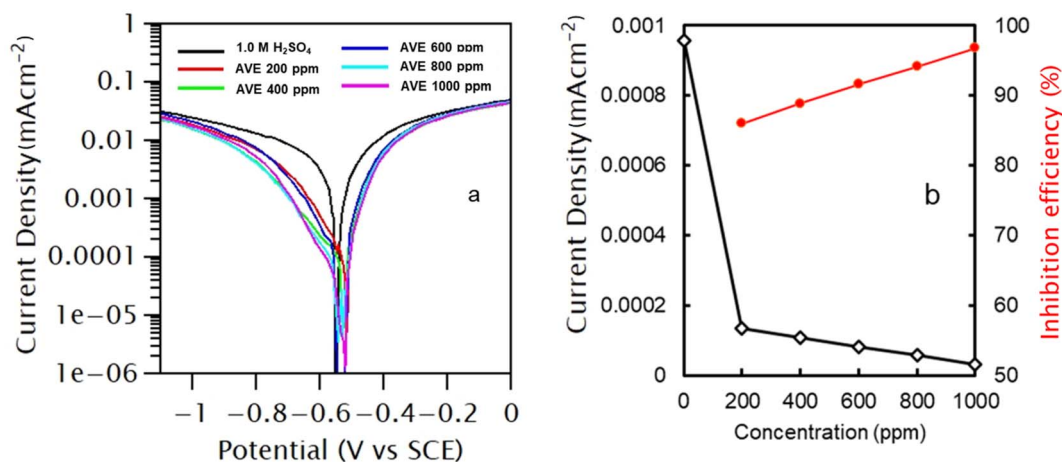 1
0.1
0.01
0.001
0.0001
1e-05
1e-06
Current Density(mAcm⁻²)
1.0 M H₂SO₄
AVE 200 ppm
AVE 400 ppm
AVE 600 ppm
AVE 800 ppm
AVE 1000 ppm
a
−1 −0.8 −0.6 −0.4 −0.2 0
Potential (V vs SCE)
0.001
0.0008
0.0006
0.0004
0.0002
0
Current Density(mAcm⁻²)
b
100
90
80
70
60
50
Inhibition efficiency (%)
0 200 400 600 800 1000
Concentration (ppm)